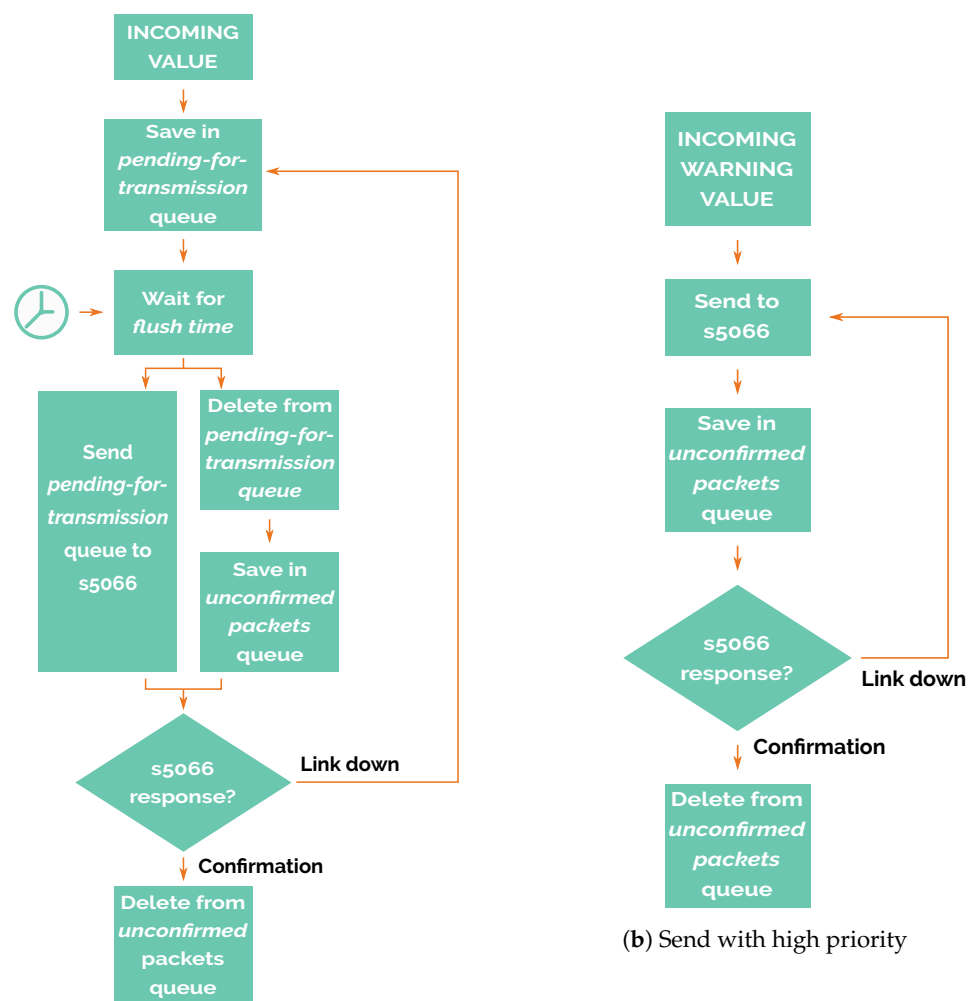 INCOMING
VALUE
Save in
pending-for-
transmission
queue
Wait for
flush time
Send
pending-for-
transmission
queue to
s5066
Delete from
pending-for-
transmission
queue
Save in
unconfirmed
packets
queue
s5066
response?
Link down
Confirmation
Delete from
unconfirmed
packets
queue
INCOMING
WARNING
VALUE
Send to
s5066
Save in
unconfirmed
packets
queue
s5066
response?
Link down
Confirmation
Delete from
unconfirmed
packets
queue
(b) Send with high priority